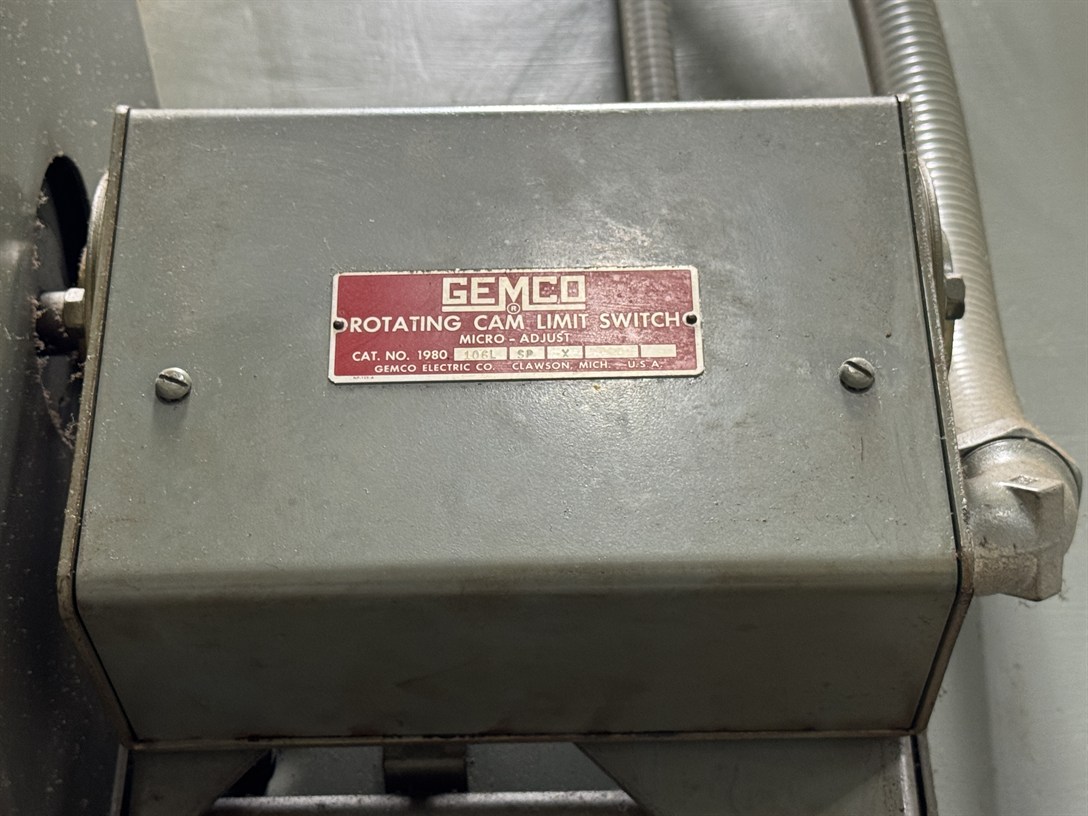 GEMCO
®
ROTATING CAM LIMIT SWITCH
MICRO - ADJUST
CAT. NO. 1980 106L SP X
GEMCO ELECTRIC CO. CLAWSON, MICH. U.S.A.